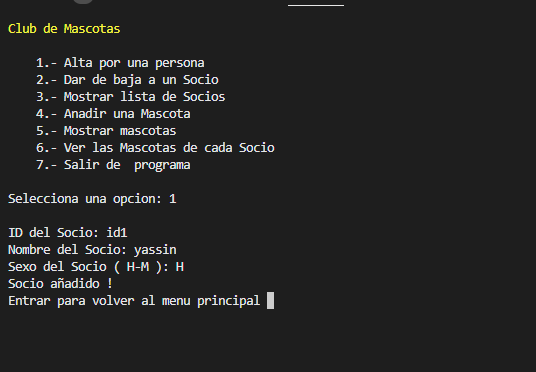 Club de Mascotas
1.- Alta por una persona
2.- Dar de baja a un Socio
3.- Mostrar lista de Socios
4.- Anadir una Mascota
5.- Mostrar mascotas
6.- Ver las Mascotas de cada Socio
7.- Salir de  programa
Selecciona una opcion: 1
ID del Socio: id1
Nombre del Socio: yassin
Sexo del Socio ( H-M ): H
Socio añadido !
Entrar para volver al menu principal